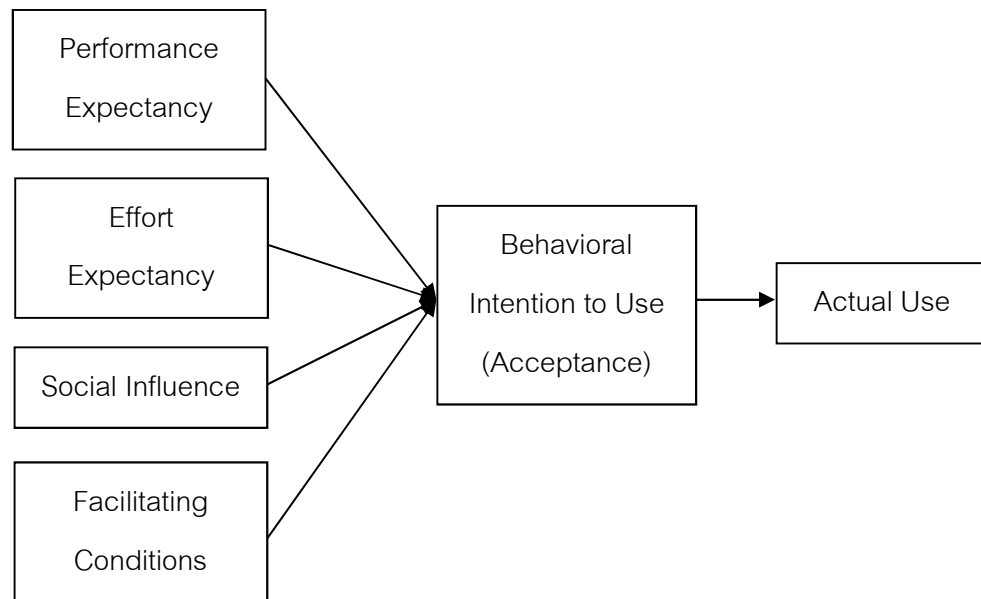 Performance
Expectancy
Effort
Expectancy
Social Influence
Facilitating
Conditions
Behavioral
Intention to Use
(Acceptance)
Actual Use